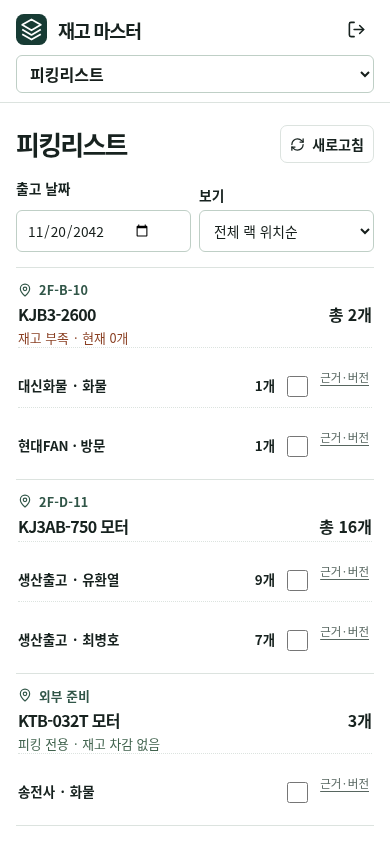 재고 마스터
피킹리스트
피킹리스트
새로고침
출고 날짜
보기
11/20/2042
전체 랙 위치순
2F-B-10
KJB3-2600
총 2개
재고 부족 · 현재 0개
대신화물 · 화물
1개
근거·버전
현대FAN · 방문
1개
근거·버전
2F-D-11
KJ3AB-750 모터
총 16개
생산출고 · 유환열
9개
근거·버전
생산출고 · 최병호
7개
근거·버전
외부 준비
KTB-032T 모터
3개
피킹 전용 · 재고 차감 없음
송전사 · 화물
근거·버전